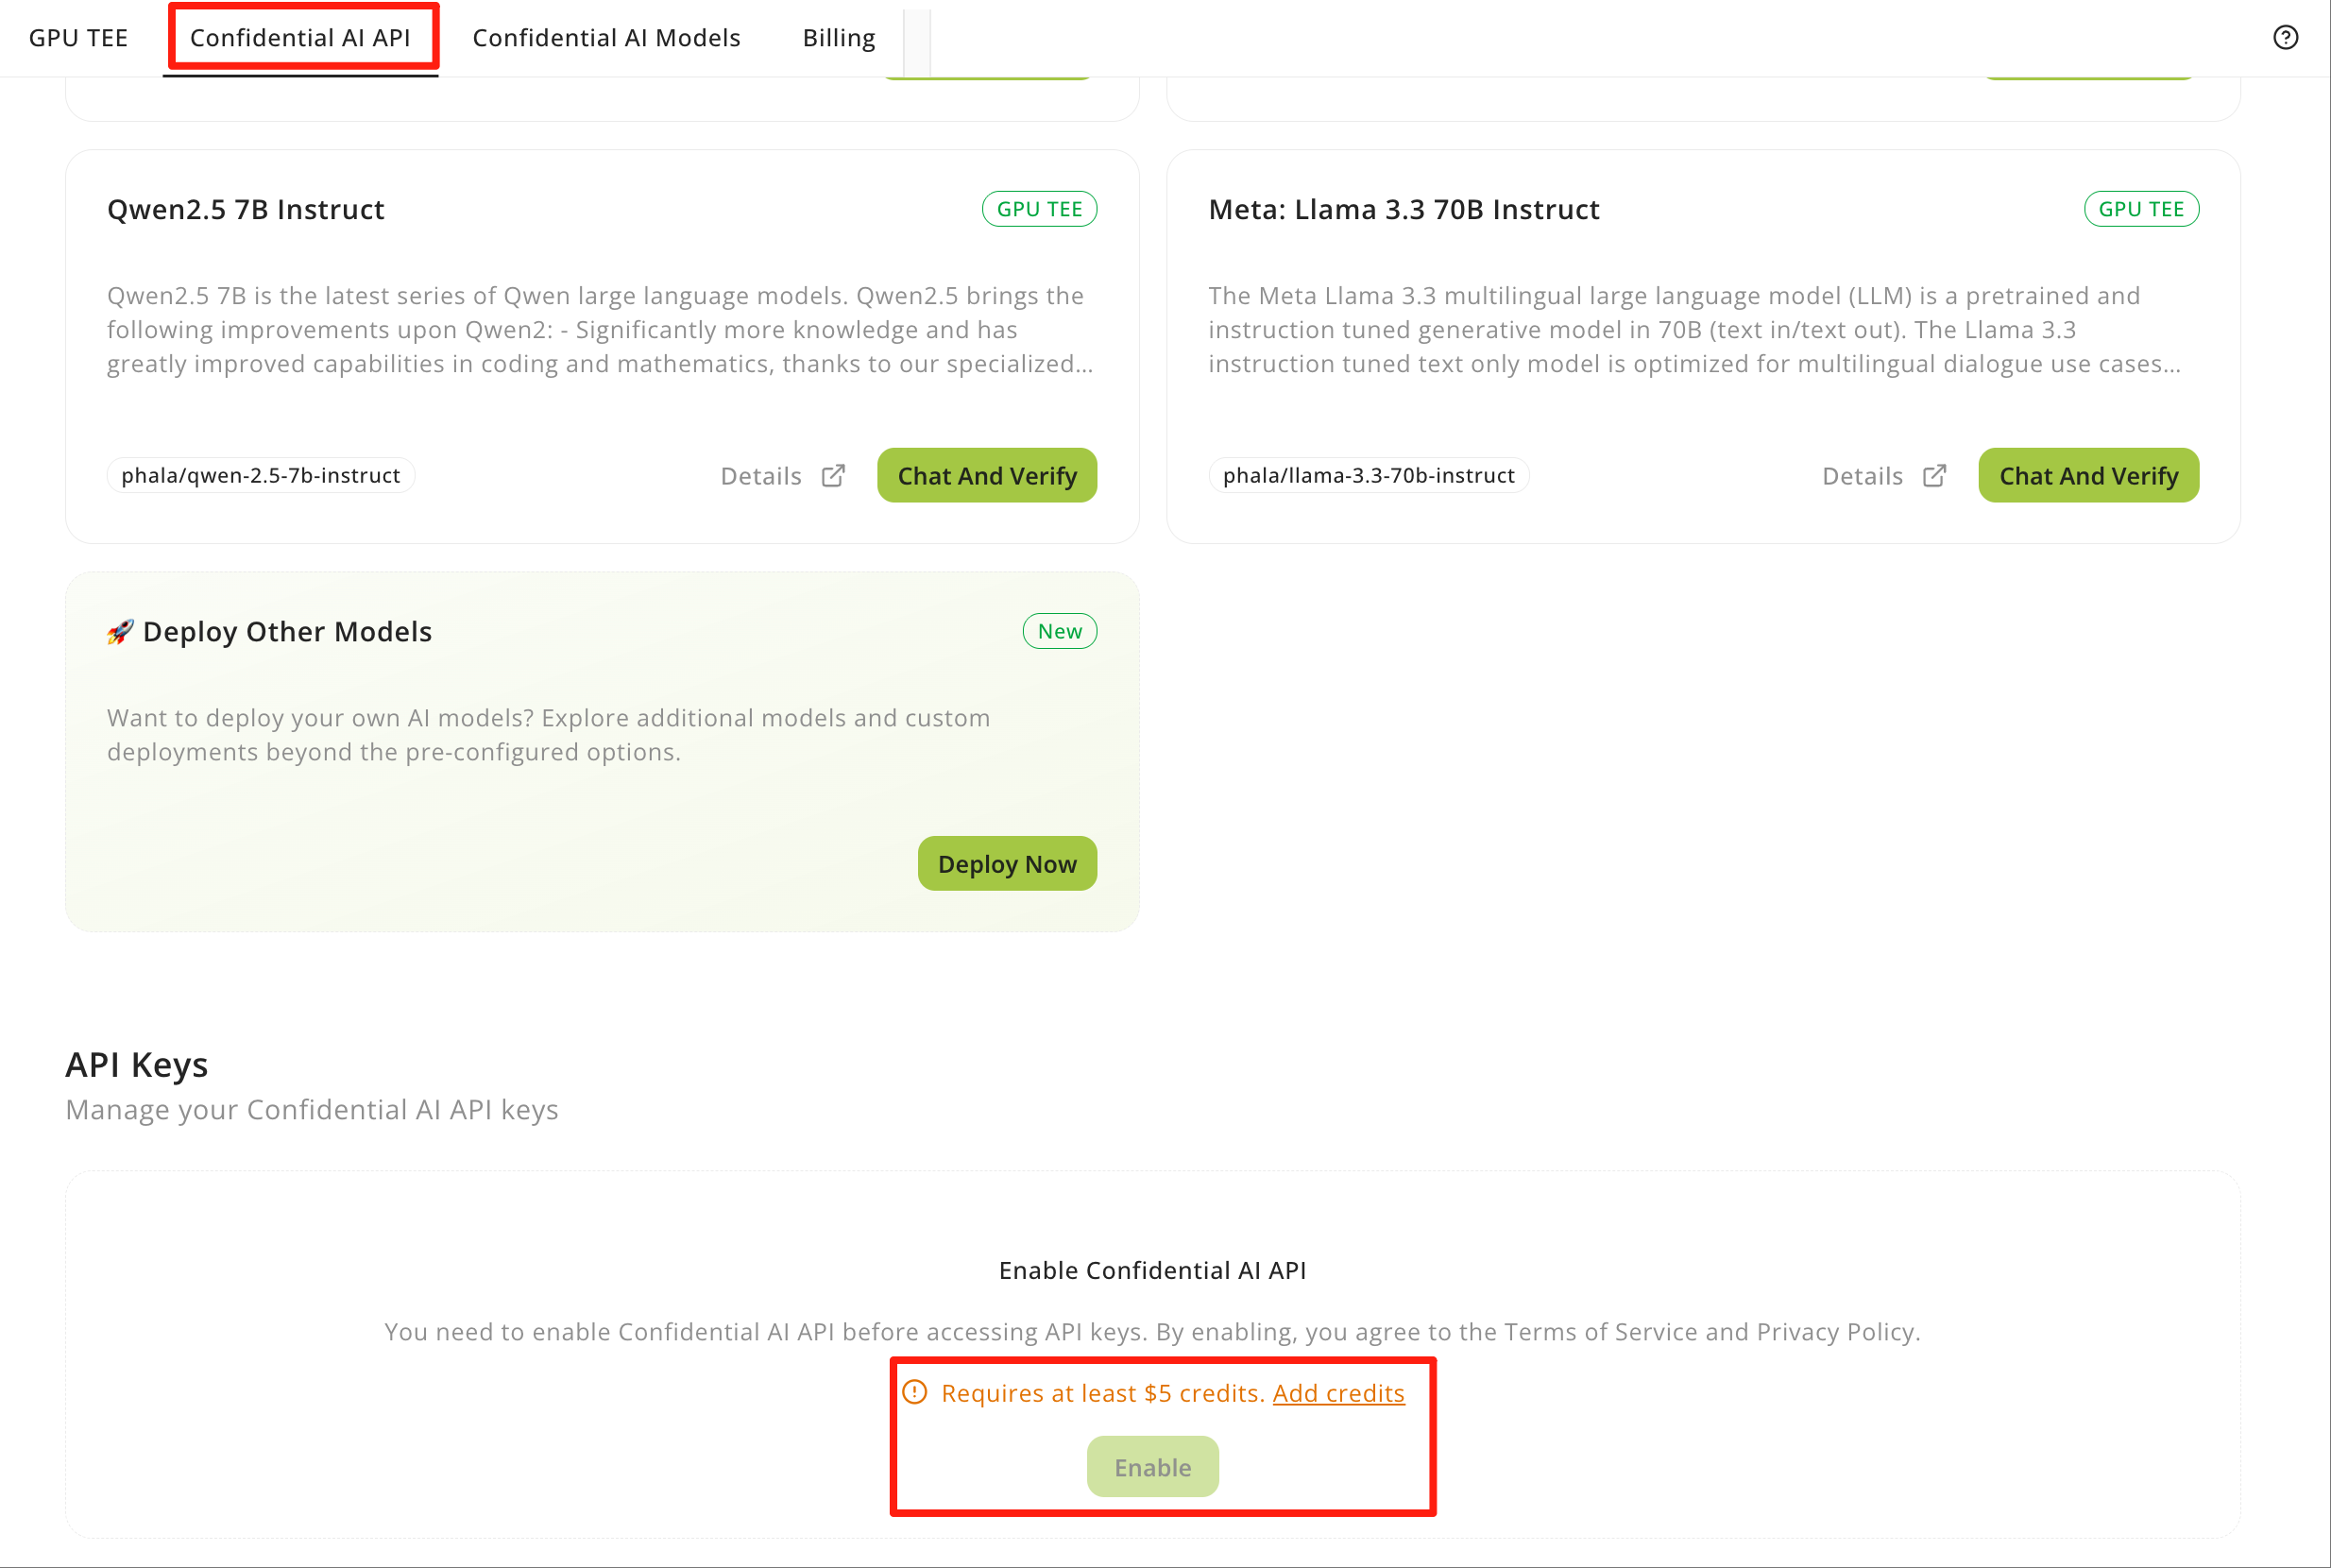 GPU TEE
Confidential AI API
Confidential AI Models
Billing
Qwen2.5 7B Instruct
GPU TEE
Qwen2.5 7B is the latest series of Qwen large language models. Qwen2.5 brings the
following improvements upon Qwen2: - Significantly more knowledge and has
greatly improved capabilities in coding and mathematics, thanks to our specialized...
phala/qwen-2.5-7b-instruct
Details
Chat And Verify
Meta: Llama 3.3 70B Instruct
GPU TEE
The Meta Llama 3.3 multilingual large language model (LLM) is a pretrained and
instruction tuned generative model in 70B (text in/text out). The Llama 3.3
instruction tuned text only model is optimized for multilingual dialogue use cases...
phala/llama-3.3-70b-instruct
Details
Chat And Verify
🚀 Deploy Other Models
New
Want to deploy your own AI models? Explore additional models and custom
deployments beyond the pre-configured options.
Deploy Now
API Keys
Manage your Confidential AI API keys
Enable Confidential AI API
You need to enable Confidential AI API before accessing API keys. By enabling, you agree to the Terms of Service and Privacy Policy.
Requires at least $5 credits. Add credits
Enable